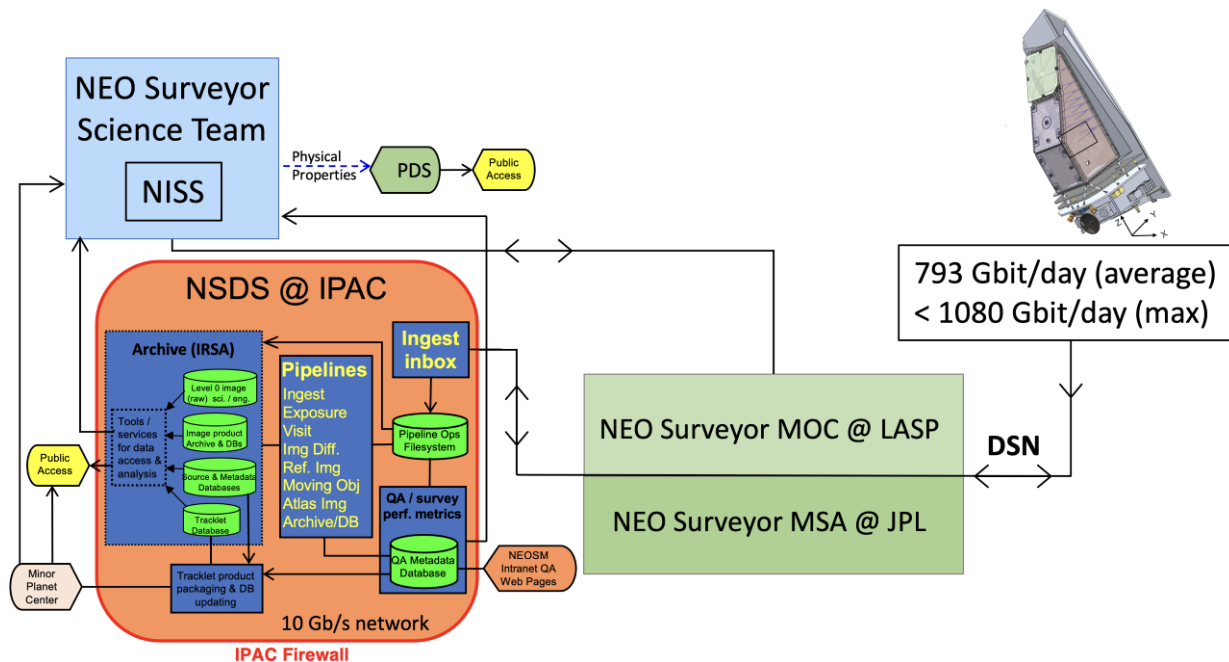 NEO Surveyor
Science Team
NISS
Physical
Properties
PDS
Public
Access
Z
Y
X
793 Gbit/day (average)
< 1080 Gbit/day (max)
NSDS @ IPAC
Archive (IRSA)
Level 0 image
(raw) sci. / eng.
Tools /
services
for data
access &
analysis
Image product
Archive & DBs
Source & Metadata
Databases
Tracklet
Database
Pipelines
Ingest
Exposure
Visit
Img Diff.
Ref. Img
Moving Obj
Atlas Img
Archive/DB
Ingest
inbox
Pipeline Ops
Filesystem
QA / survey
perf. metrics
QA Metadata
Database
NEOSM
Intranet QA
Web Pages
Public
Access
Minor
Planet
Center
Tracklet product
packaging & DB
updating
10 Gb/s network
IPAC Firewall
NEO Surveyor MOC @ LASP
NEO Surveyor MSA @ JPL
DSN